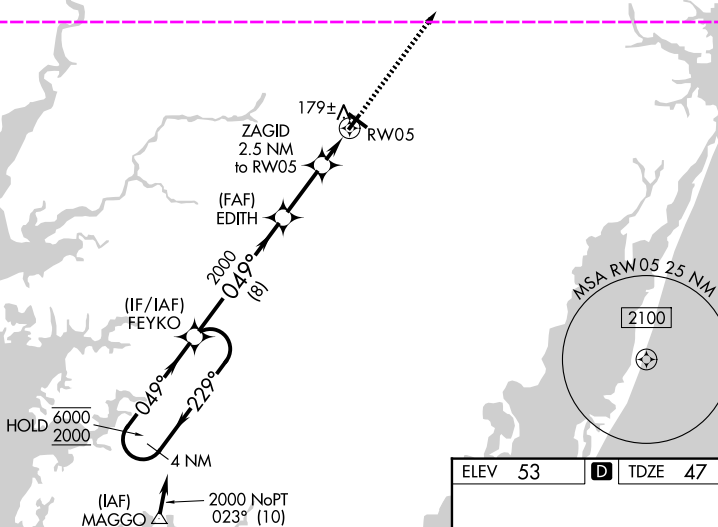 179±
RW05
ZAGID
2.5 NM
to RW05
(FAF)
EDITH
2000
049°
(8)
(IF/IAF)
FEYKO
MSA RW05 25 NM
2100
049°
229°
HOLD 6000
2000
4 NM
(IAF)
MAGGO
2000 NoPT
023° (10)
ELEV 53 D TDZE 47